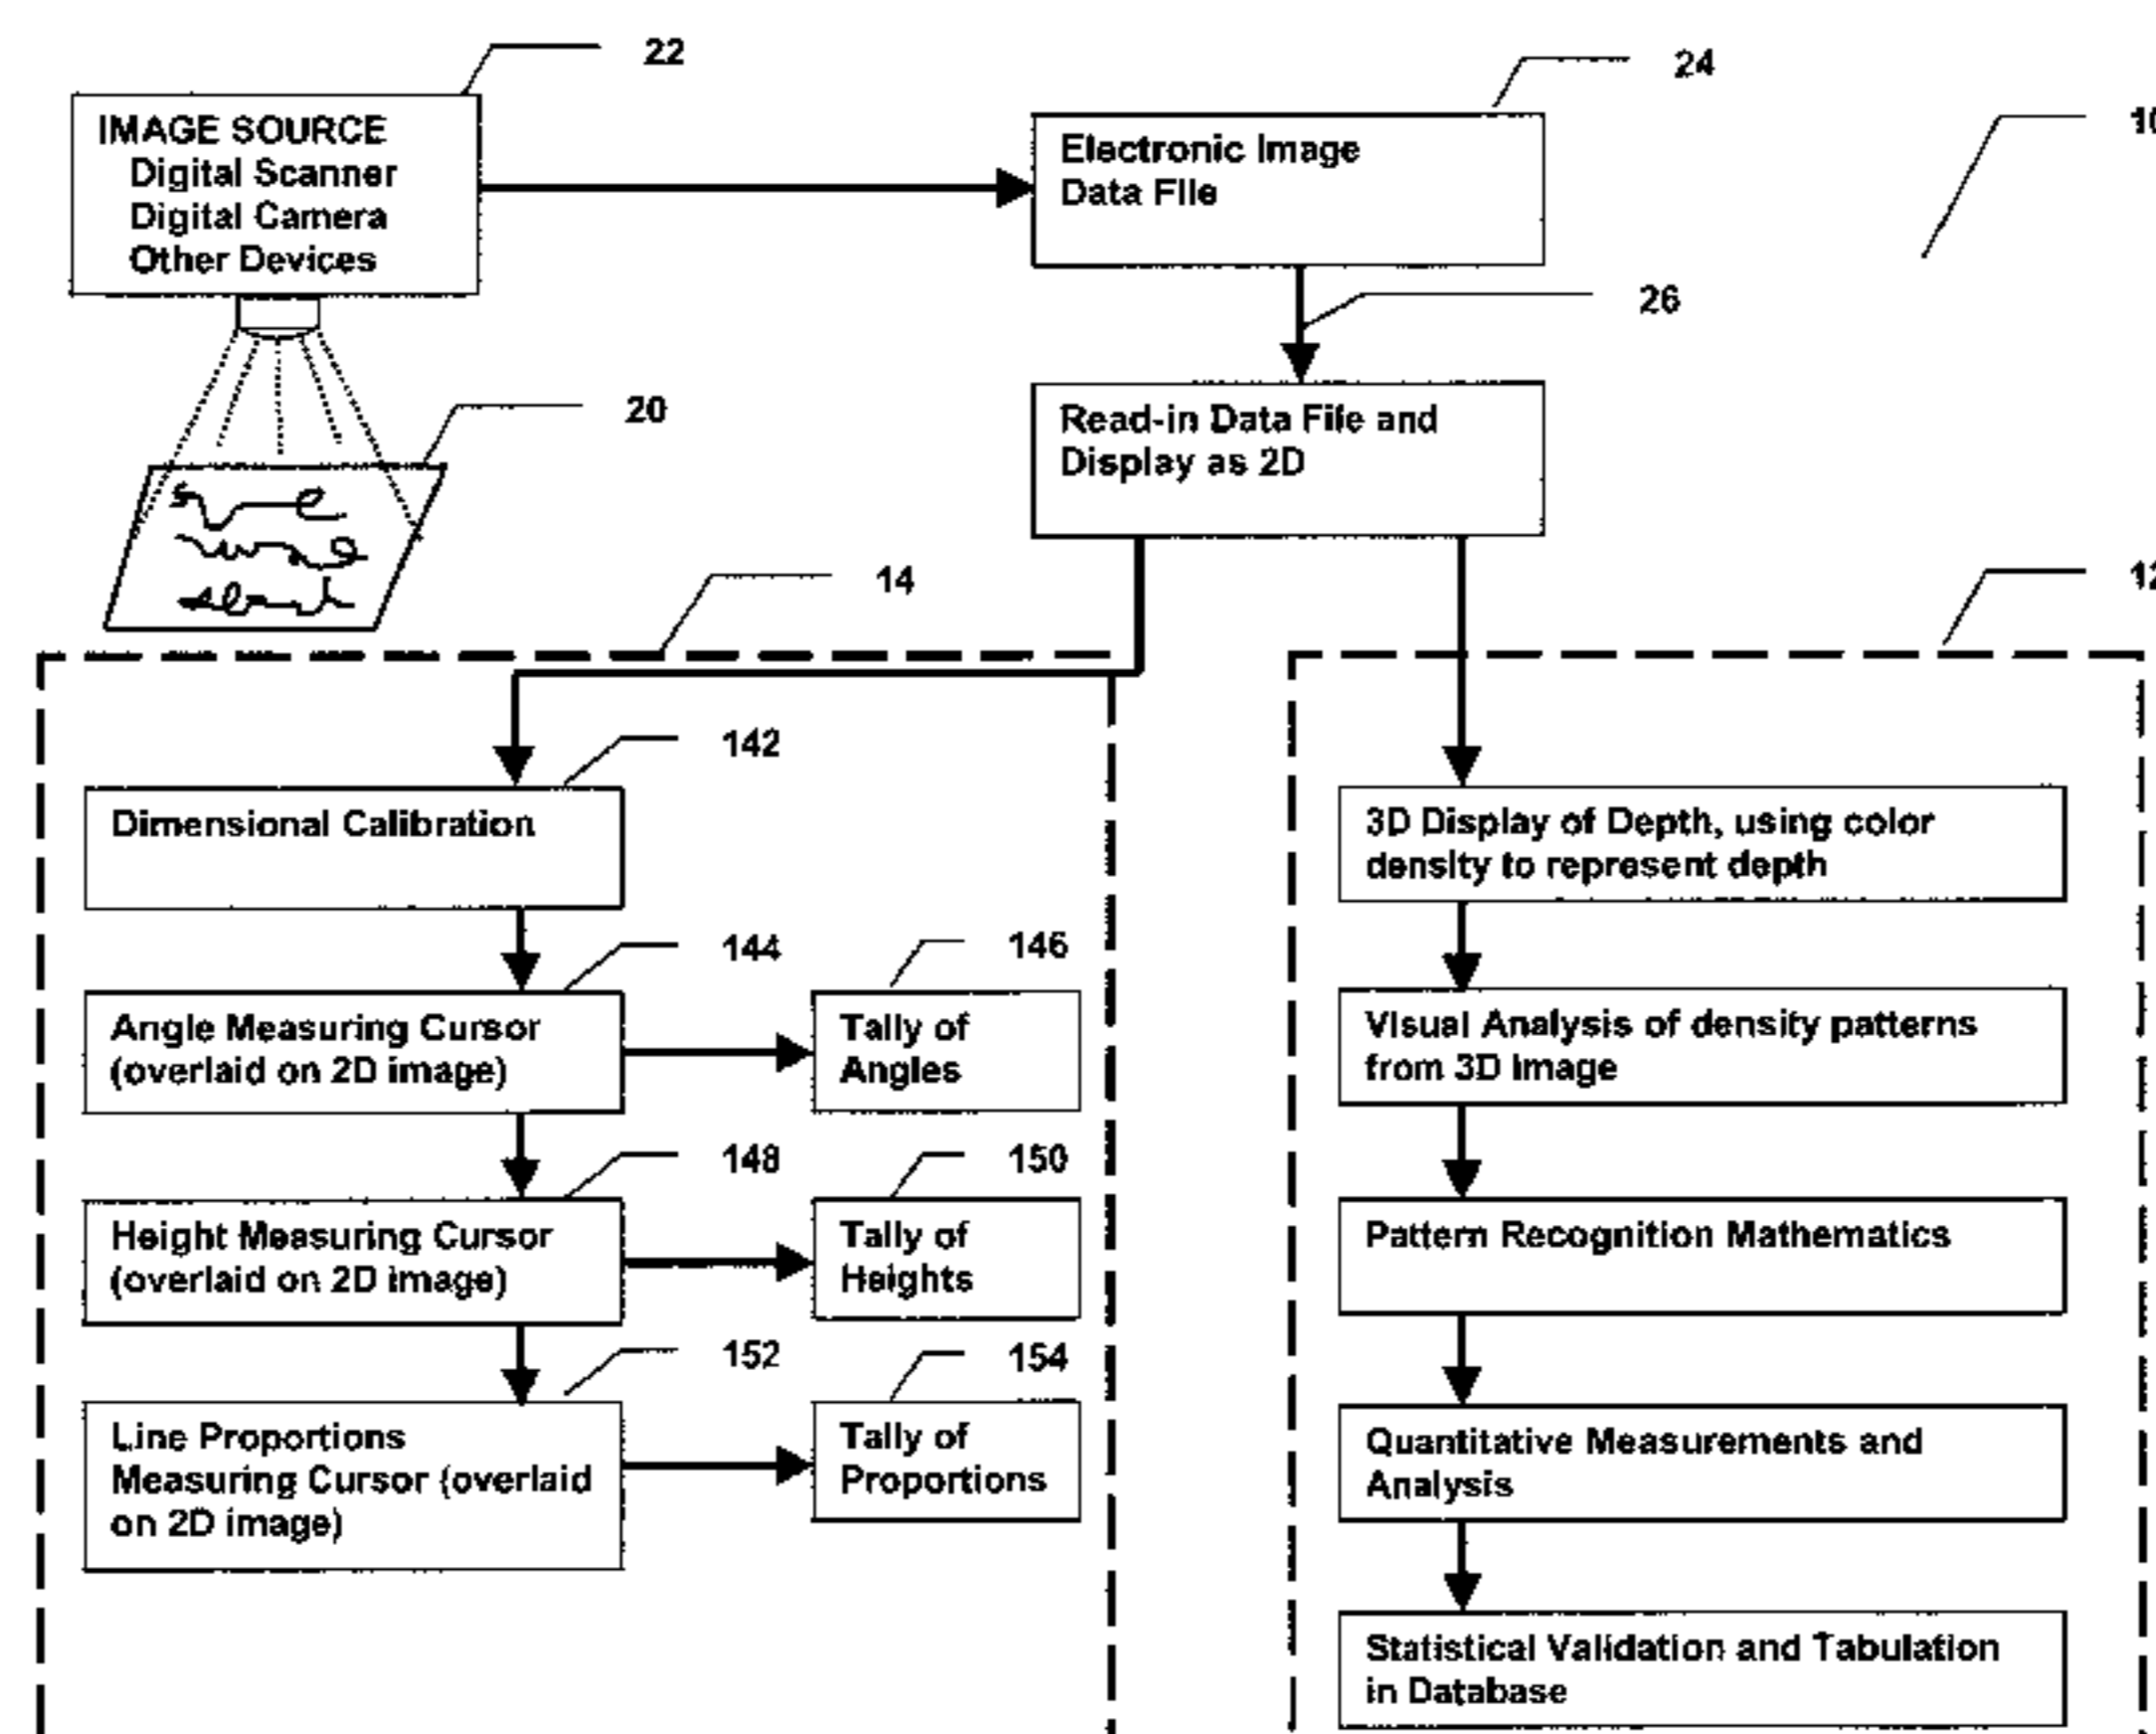 22
IMAGE SOURCE
Digital Scanner
Digital Camera
Other Devices
24
Electronic Image
Data File
10
26
20
Read-in Data File and
Display as 2D
14
12
142
Dimensional Calibration
144
Angle Measuring Cursor
(overlaid on 2D image)
146
Tally of
Angles
148
Height Measuring Cursor
(overlaid on 2D image)
150
Tally of
Heights
152
Line Proportions
Measuring Cursor (overlaid
on 2D image)
154
Tally of
Proportions
3D Display of Depth, using color
density to represent depth
Visual Analysis of density patterns
from 3D image
Pattern Recognition Mathematics
Quantitative Measurements and
Analysis
Statistical Validation and Tabulation
in Database